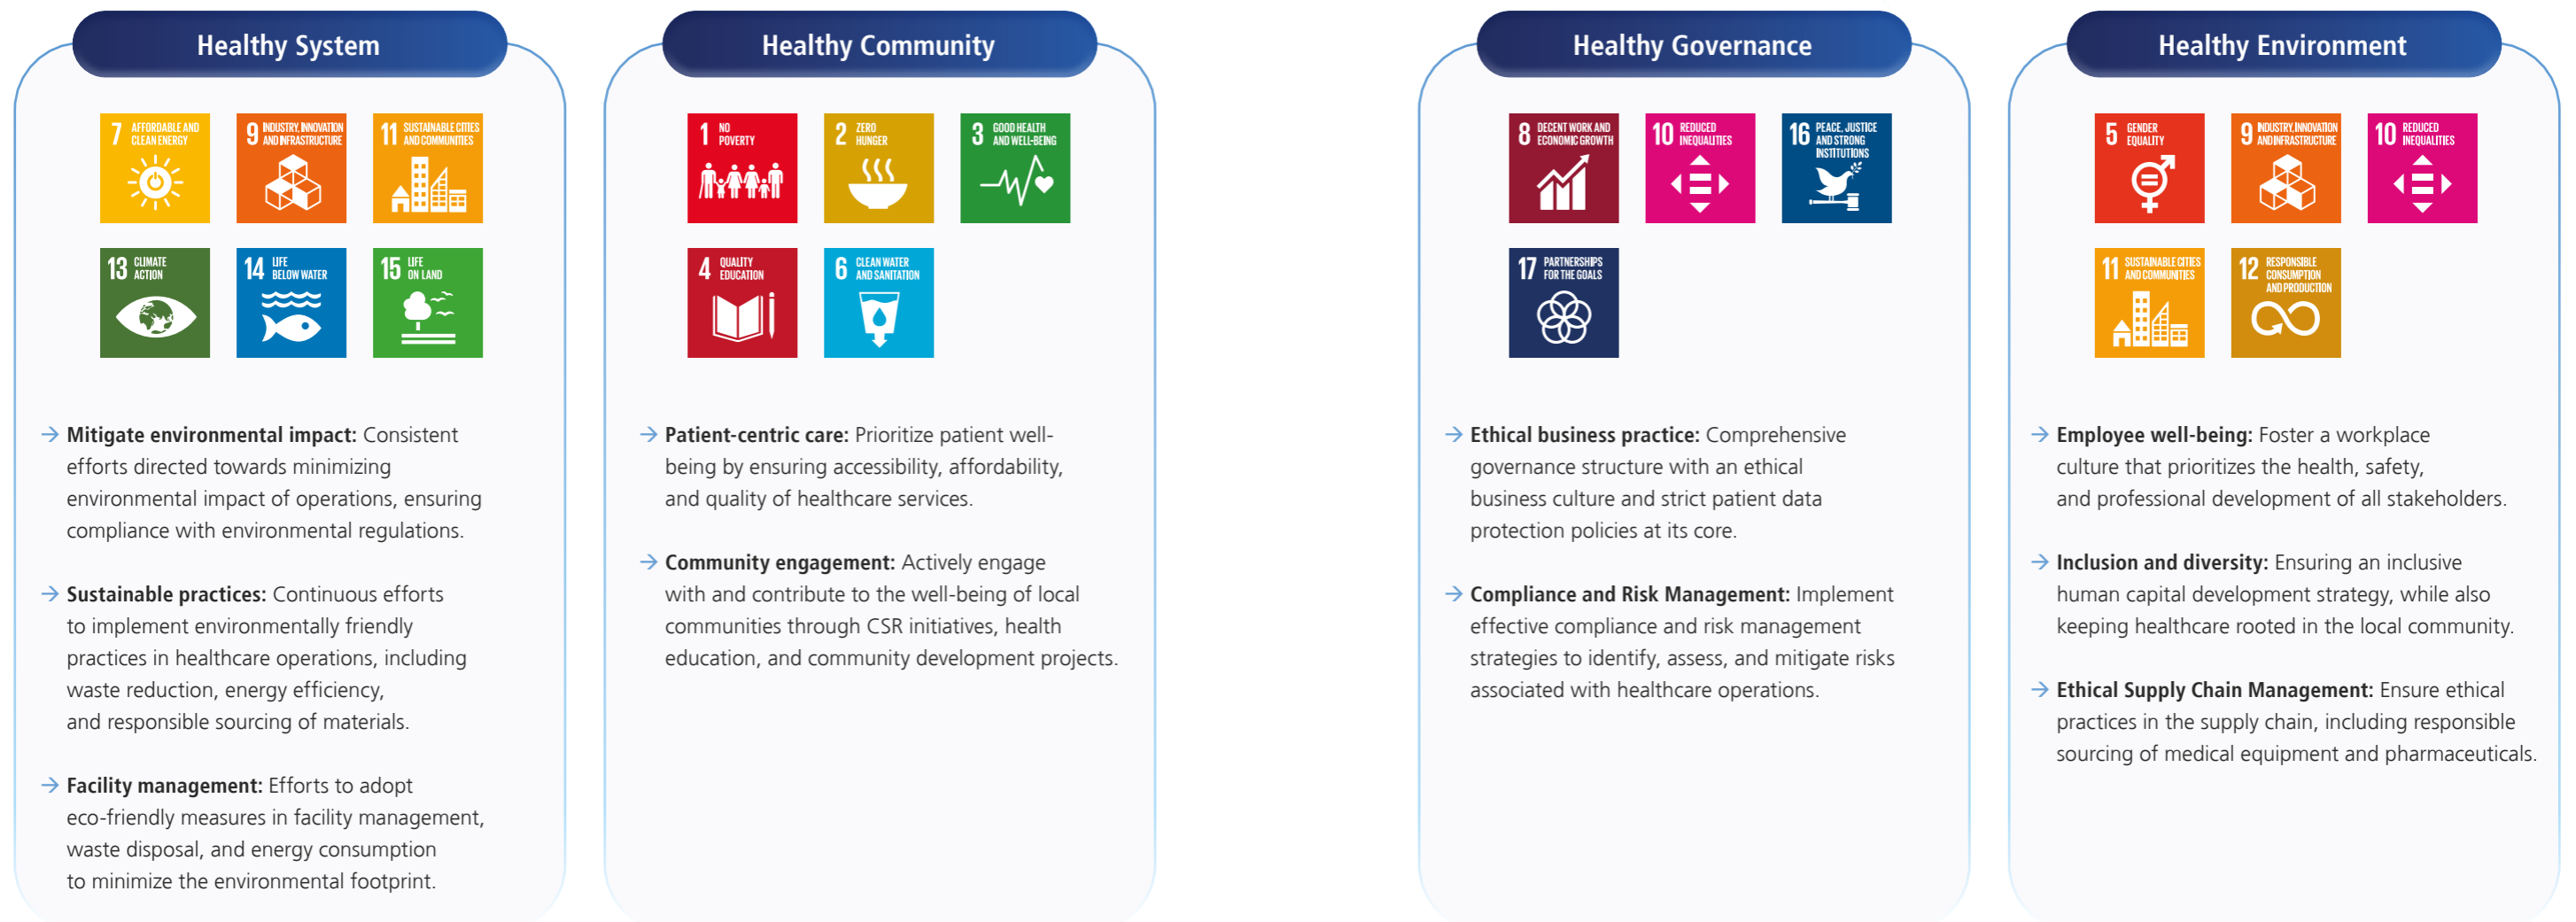 Healthy System
7 AFFORDABLE AND
CLEAN ENERGY
9 INDUSTRY, INNOVATION
AND INFRASTRUCTURE
11 SUSTAINABLE CITIES
AND COMMUNITIES
13 CLIMATE
ACTION
14 LIFE
BELOW WATER
15 LIFE
ON LAND
→ Mitigate environmental impact: Consistent
efforts directed towards minimizing
environmental impact of operations, ensuring
compliance with environmental regulations.
→ Sustainable practices: Continuous efforts
to implement environmentally friendly
practices in healthcare operations, including
waste reduction, energy efficiency,
and responsible sourcing of materials.
→ Facility management: Efforts to adopt
eco-friendly measures in facility management,
waste disposal, and energy consumption
to minimize the environmental footprint.
Healthy Community
1 NO
POVERTY
2 ZERO
HUNGER
3 GOOD HEALTH
AND WELL-BEING
4 QUALITY
EDUCATION
6 CLEAN WATER
AND SANITATION
→ Patient-centric care: Prioritize patient well-
being by ensuring accessibility, affordability,
and quality of healthcare services.
→ Community engagement: Actively engage
with and contribute to the well-being of local
communities through CSR initiatives, health
education, and community development projects.
Healthy Governance
8 DECENT WORK AND
ECONOMIC GROWTH
10 REDUCED
INEQUALITIES
16 PEACE, JUSTICE
AND STRONG
INSTITUTIONS
17 PARTNERSHIPS
FOR THE GOALS
→ Ethical business practice: Comprehensive
governance structure with an ethical
business culture and strict patient data
protection policies at its core.
→ Compliance and Risk Management: Implement
effective compliance and risk management
strategies to identify, assess, and mitigate risks
associated with healthcare operations.
Healthy Environment
5 GENDER
EQUALITY
9 INDUSTRY, INNOVATION
AND INFRASTRUCTURE
10 REDUCED
INEQUALITIES
11 SUSTAINABLE CITIES
AND COMMUNITIES
12 RESPONSIBLE
CONSUMPTION
AND PRODUCTION
→ Employee well-being: Foster a workplace
culture that prioritizes the health, safety,
and professional development of all stakeholders.
→ Inclusion and diversity: Ensuring an inclusive
human capital development strategy, while also
keeping healthcare rooted in the local community.
→ Ethical Supply Chain Management: Ensure ethical
practices in the supply chain, including responsible
sourcing of medical equipment and pharmaceuticals.